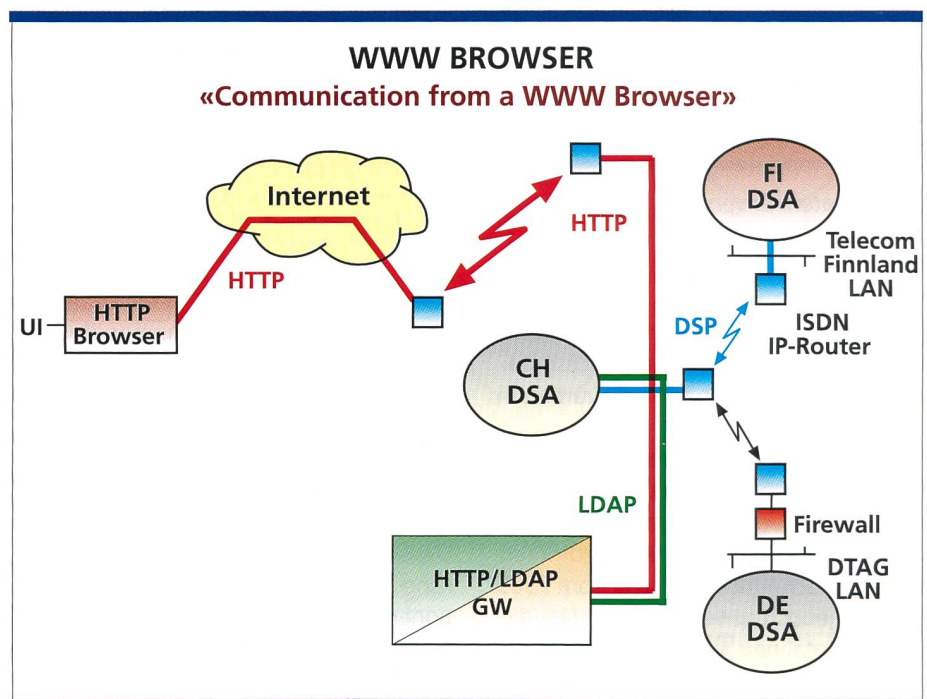 WWW BROWSER
«Communication from a WWW Browser»
Internet
HTTP
UI
HTTP
Browser
HTTP
FI
DSA
Telecom
Finnland
LAN
ISDN
IP-Router
DSP
CH
DSA
LDAP
HTTP/LDAP
GW
Firewall
DTAG
LAN
DE
DSA